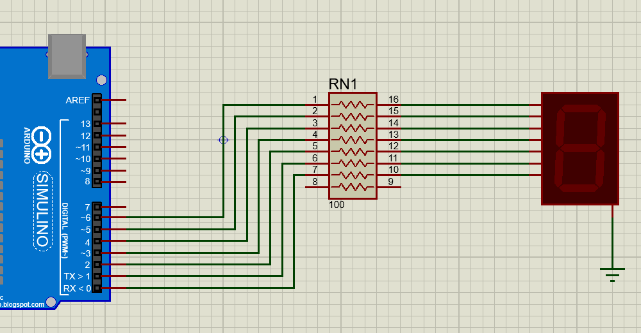 AREF
13
12
~11
~10
~9
8
7
~6
~5
4
~3
2
TX > 1
RX < 0
DIGITAL (PWM~)
ARDUINO
SIMULINO
.blogspot.com
RN1
1 16
2 15
3 14
4 13
5 12
6 11
7 10
8 9
100